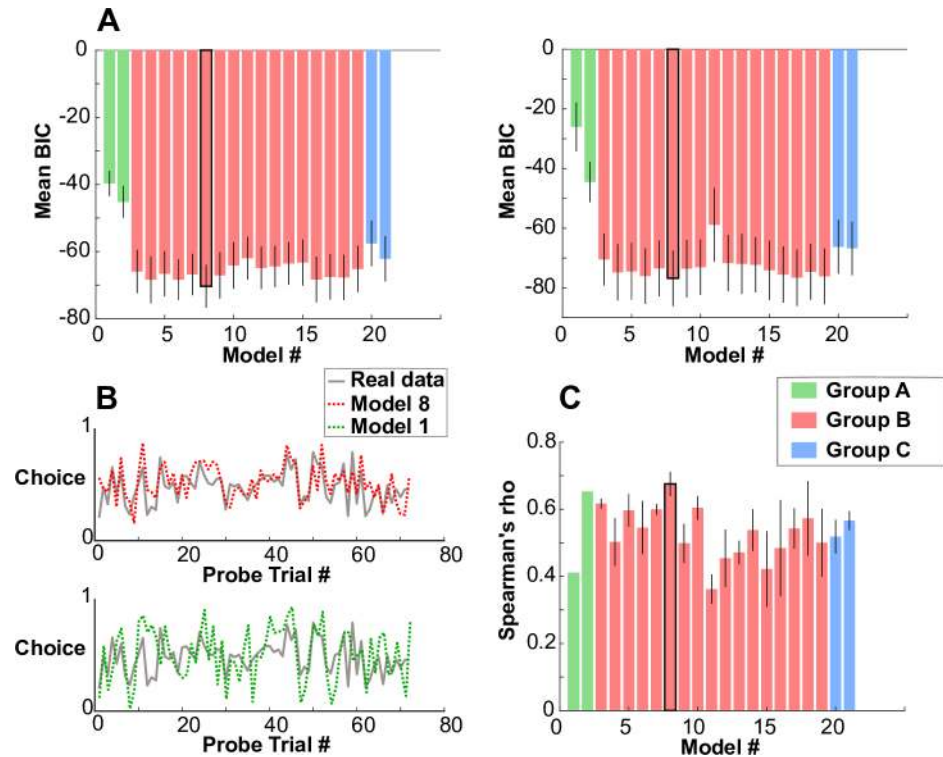 A
0
-20
-40
-60
-80
Mean BIC
0 5 10 15 20
Model #
0
-20
-40
-60
-80
Mean BIC
0 5 10 15 20
Model #
B
Real data
Model 8
Model 1
1
Choice
0
0 20 40 60 80
Probe Trial #
1
Choice
0
0 20 40 60 80
Probe Trial #
C
Group A
Group B
Group C
0.8
0.6
0.4
0.2
0
Spearman's rho
5 10 15 20
Model #